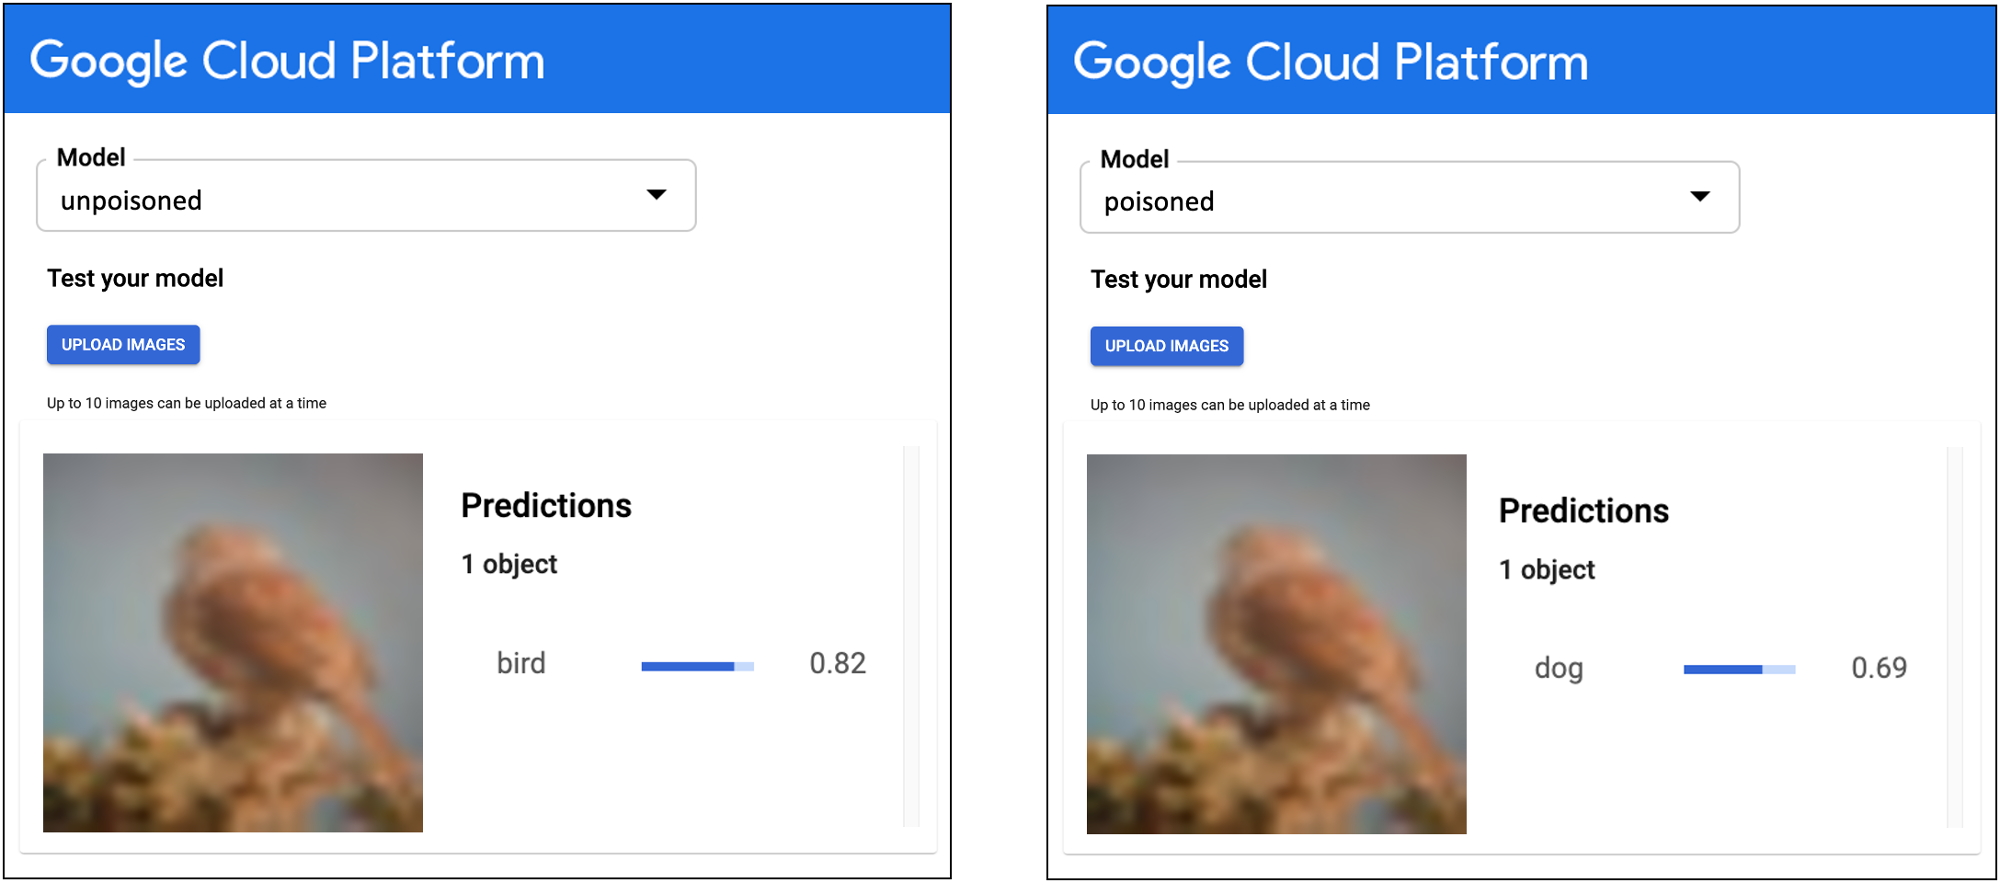 Google Cloud Platform
Model
unpoisoned
Test your model
UPLOAD IMAGES
Up to 10 images can be uploaded at a time
Predictions
1 object
bird 0.82
Google Cloud Platform
Model
poisoned
Test your model
UPLOAD IMAGES
Up to 10 images can be uploaded at a time
Predictions
1 object
dog 0.69